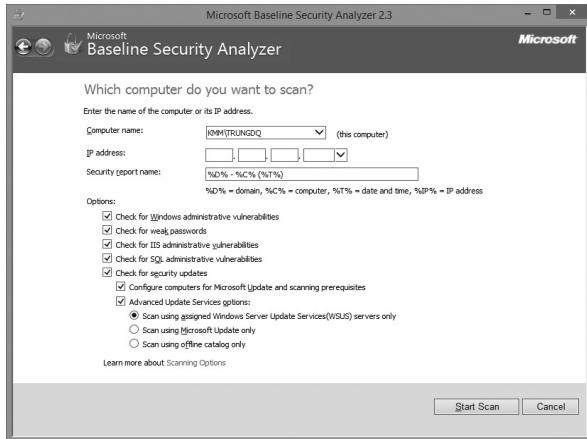 Microsoft Baseline Security Analyzer 2.3
Microsoft
Baseline Security Analyzer
Microsoft
Which computer do you want to scan?
Enter the name of the computer or its IP address.
Computer name: KMM\TRUNGDQ (this computer)
IP address: . . .
Security report name: %D% - %C% (%T%)
%D% = domain, %C% = computer, %T% = date and time, %IP% = IP address
Options:
Check for Windows administrative vulnerabilities
Check for weak passwords
Check for IIS administrative vulnerabilities
Check for SQL administrative vulnerabilities
Check for security updates
Configure computers for Microsoft Update and scanning prerequisites
Advanced Update Services options:
Scan using assigned Windows Server Update Services(WSUS) servers only
Scan using Microsoft Update only
Scan using offline catalog only
Learn more about Scanning Options
Start Scan Cancel